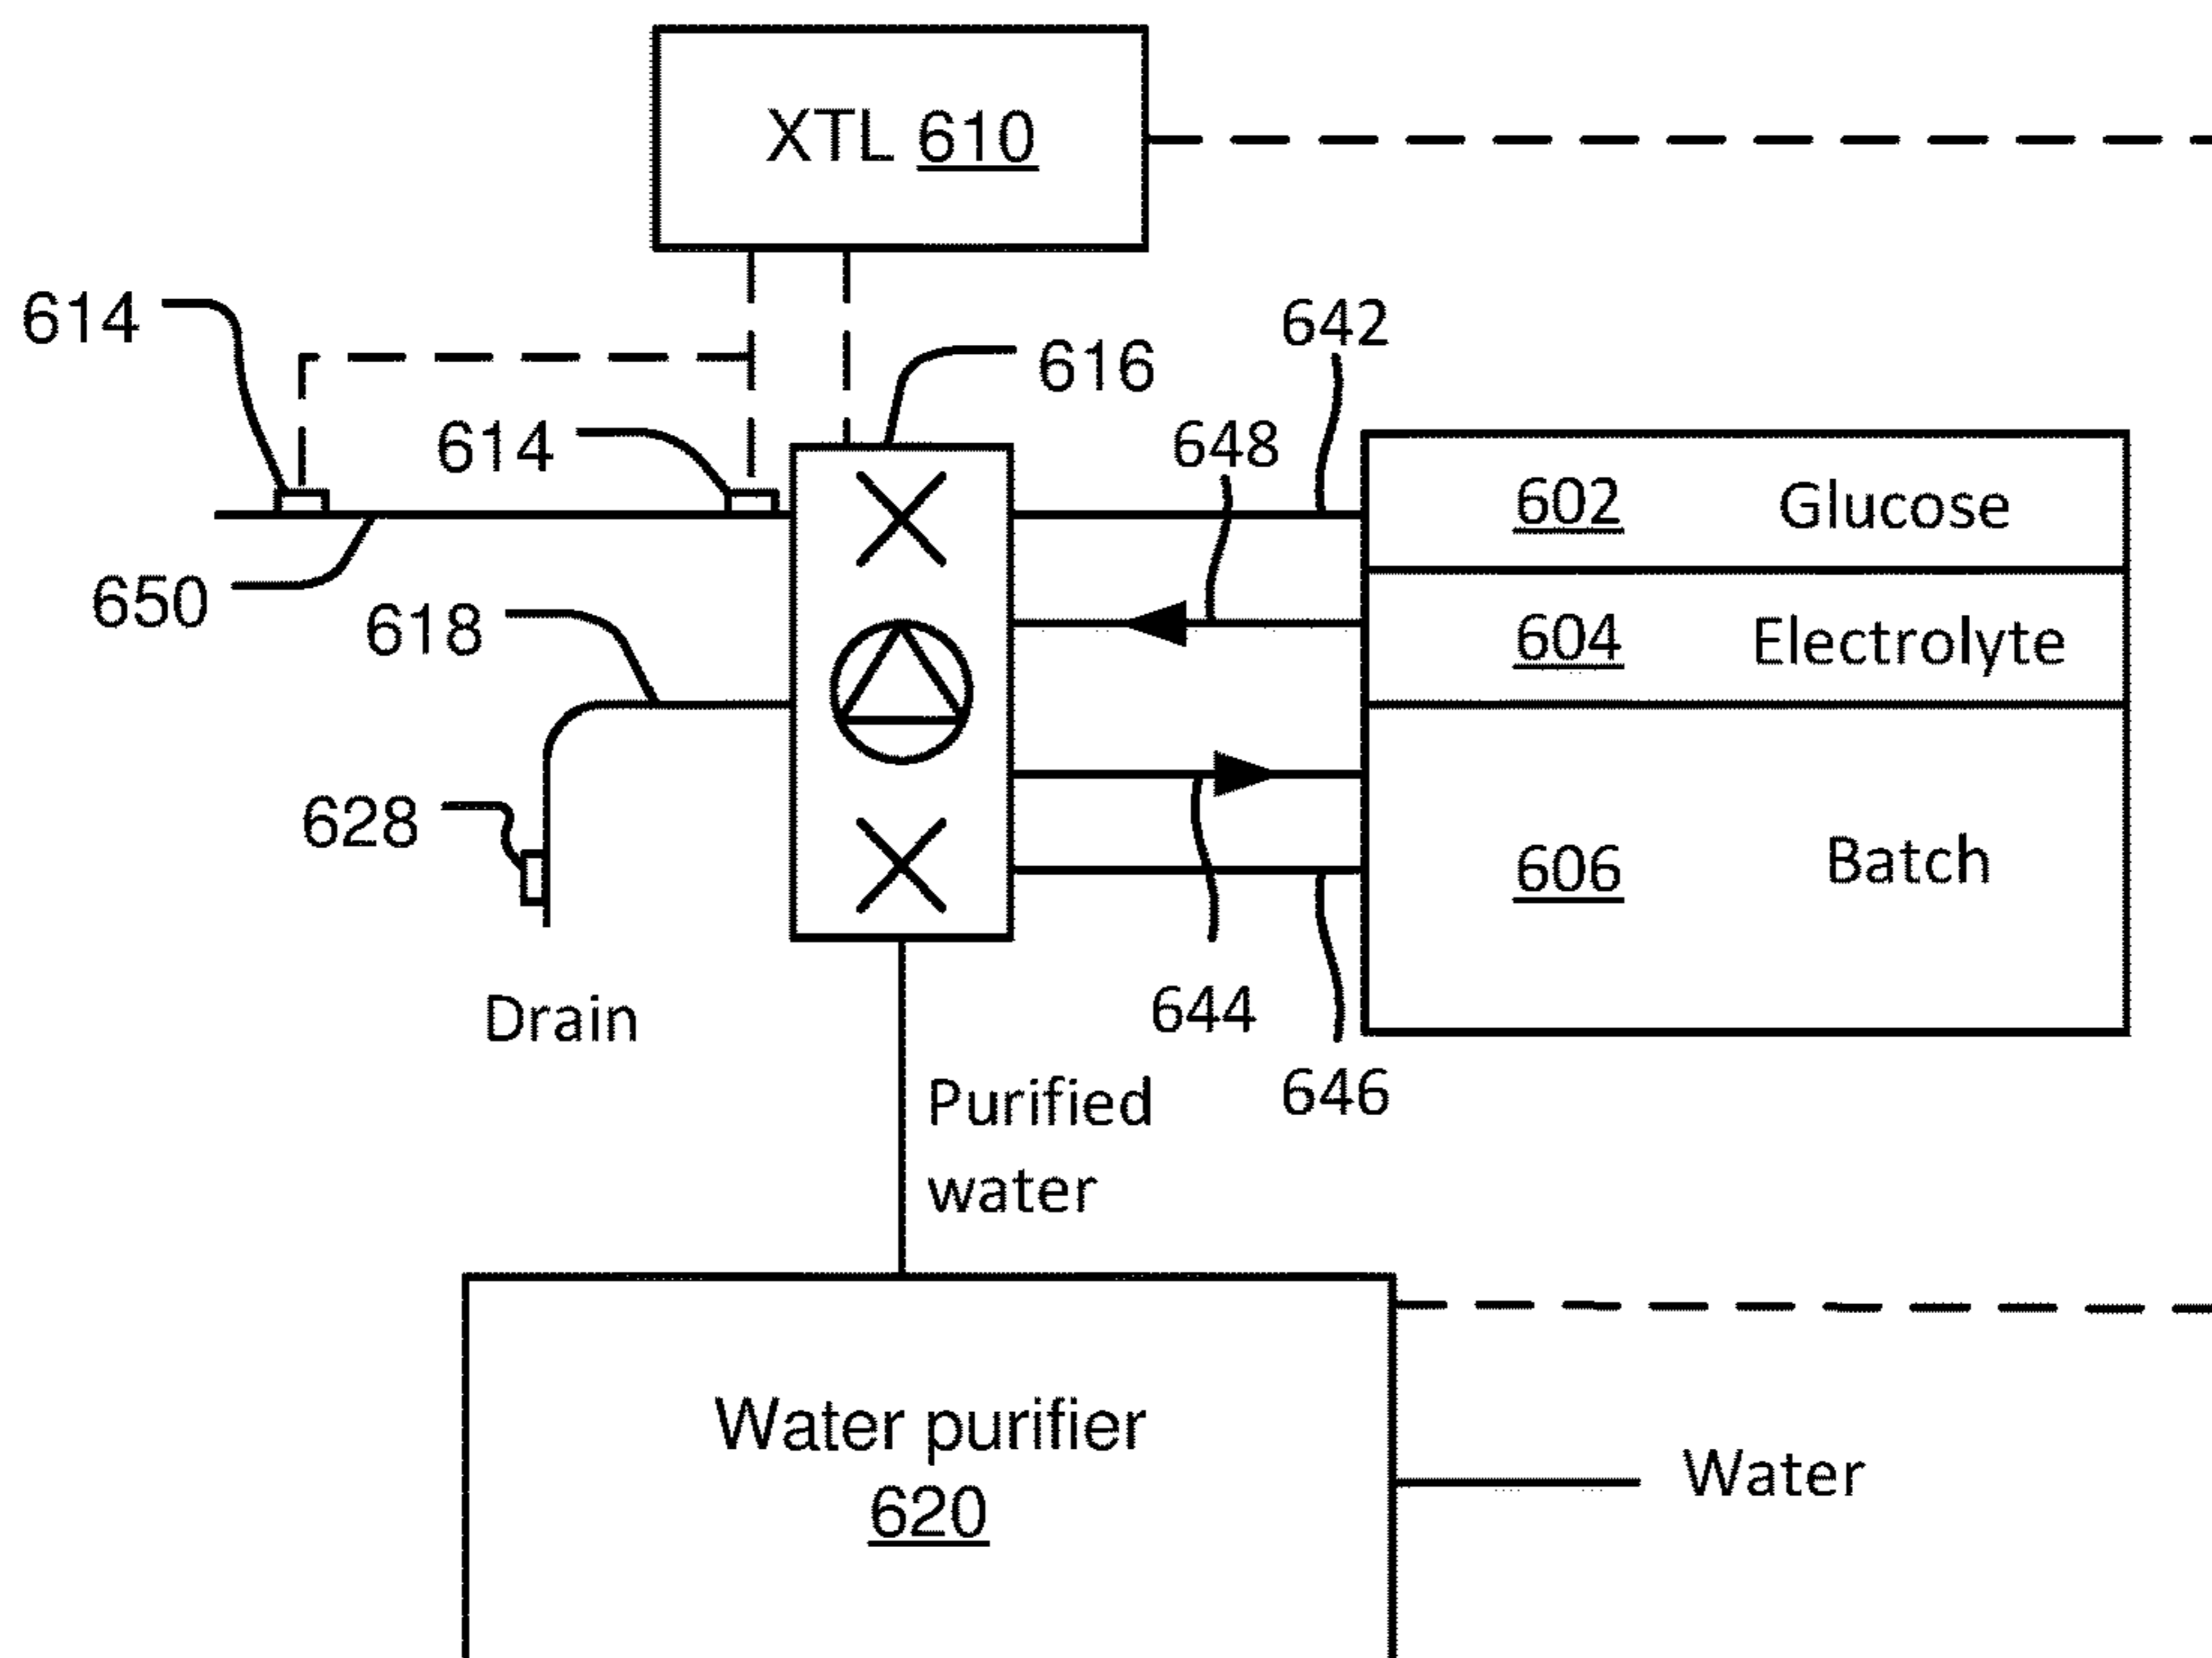 XTL 610
614
642
616
614
648
602 Glucose
650
618
604 Electrolyte
628
606 Batch
Drain
644
646
Purified
water
Water purifier
620
Water